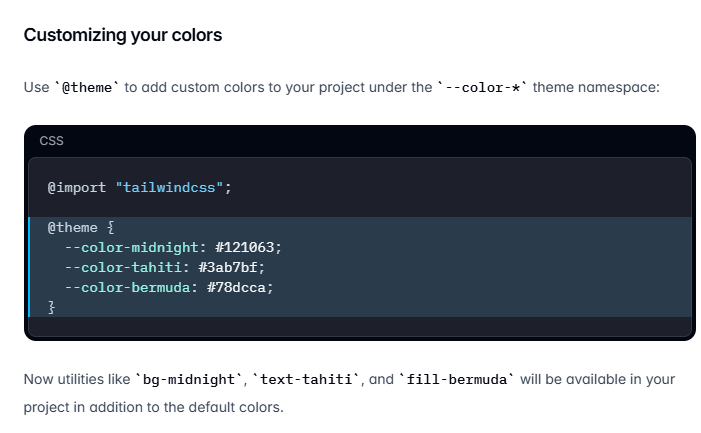 Customizing your colors
Use `@theme` to add custom colors to your project under the `--color-*` theme namespace:
CSS
@import "tailwindcss";
@theme {
  --color-midnight: #121063;
  --color-tahiti: #3ab7bf;
  --color-bermuda: #78dcca;
}
Now utilities like `bg-midnight`, `text-tahiti`, and `fill-bermuda` will be available in your
project in addition to the default colors.